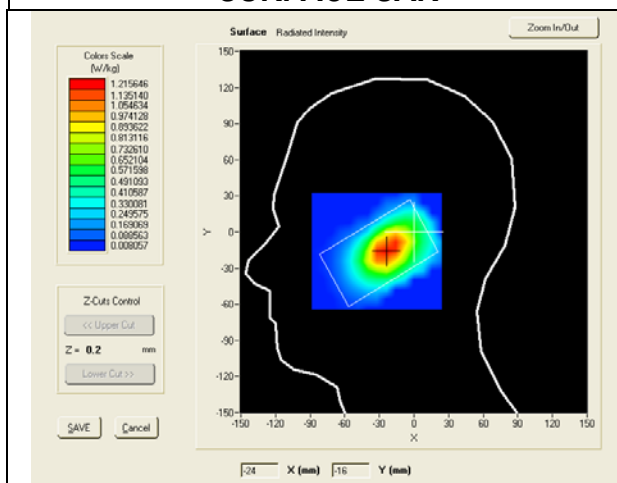 Surface Radiated Intensity
Zoom In/Out
Colors Scale
(W/kg)
1.215646
1.135140
1.054634
0.974128
0.893622
0.813116
0.732610
0.652104
0.571598
0.491093
0.410587
0.330081
0.249575
0.169069
0.088563
0.008057
Z-Cuts Control
<< Upper Cut
Z = 0.2 mm
Lower Cut >>
SAVE Cancel
150
120
90
60
30
0
-30
-60
-90
-120
-150
Y
-150 -120 -90 -60 -30 0 30 60 90 120 150
X
-24 X (mm) -16 Y (mm)